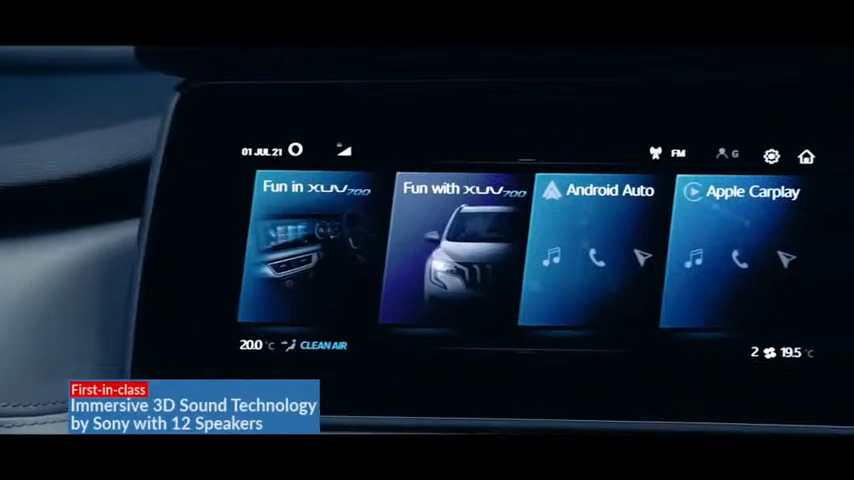 01 JUL 21
FM
G
Fun in XUV700
Fun with XUV700
Android Auto
Apple Carplay
20.0°C
CLEAN AIR
2
19.5°C
First-in-class
Immersive 3D Sound Technology
by Sony with 12 Speakers